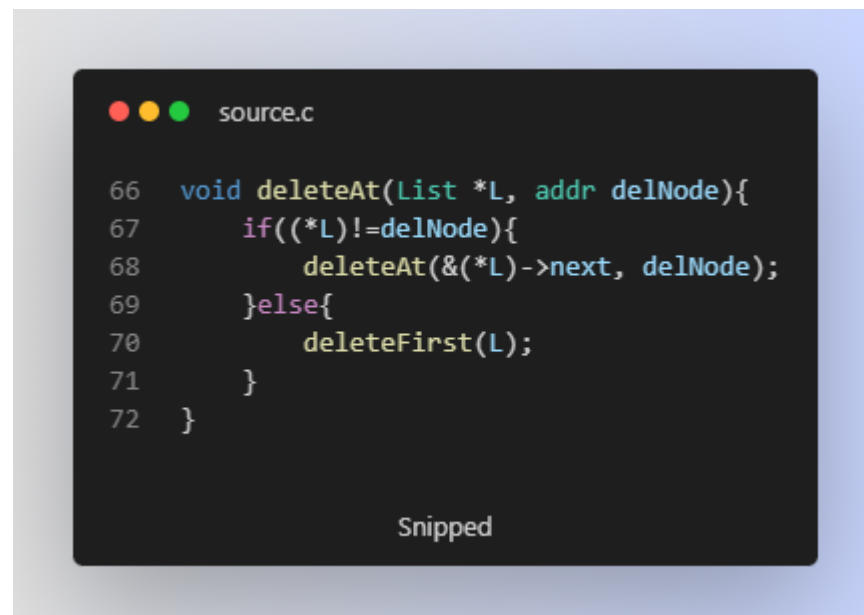 source.c
66 void deleteAt(List *L, addr delNode){
67     if((*L)!=delNode){
68         deleteAt(&(*L)->next, delNode);
69     }else{
70         deleteFirst(L);
71     }
72 }
Snipped